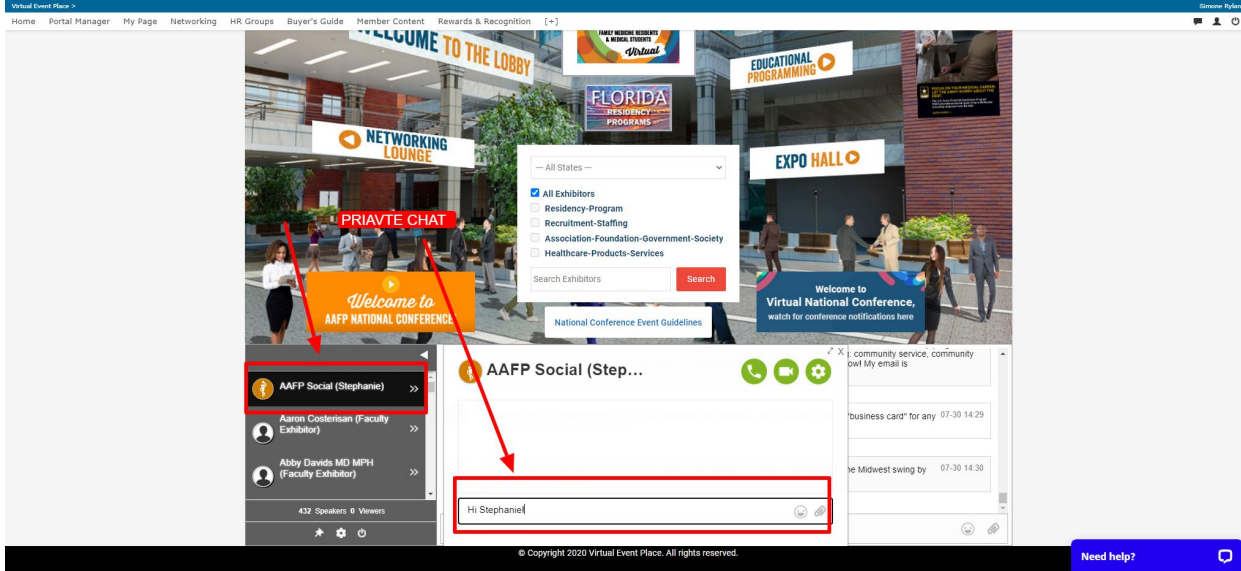 Virtual Event Place >
Simone Rylan
Home Portal Manager My Page Networking HR Groups Buyer's Guide Member Content Rewards & Recognition [+]
WELCOME TO THE LOBBY
FAMILY MEDICINE RESIDENTS
& MEDICAL STUDENTS
Virtual
EDUCATIONAL
PROGRAMMING
FLORIDA
RESIDENCY
PROGRAMS
NETWORKING
LOUNGE
EXPO HALL
— All States —
All Exhibitors
Residency-Program
Recruitment-Staffing
Association-Foundation-Government-Society
Healthcare-Products-Services
Search Exhibitors
Search
PRIAVTE CHAT
Welcome to
AAFP NATIONAL CONFERENCE
National Conference Event Guidelines
Welcome to
Virtual National Conference,
watch for conference notifications here
AAFP Social (Stephanie)
Aaron Costerisan (Faculty
Exhibitor)
Abby Davids MD MPH
(Faculty Exhibitor)
432 Speakers 0 Viewers
AAFP Social (Step...
X
Hi Stephanie!
: community service, community
ow! My email is
"business card" for any 07-30 14:29
he Midwest swing by 07-30 14:30
© Copyright 2020 Virtual Event Place. All rights reserved.
Need help?